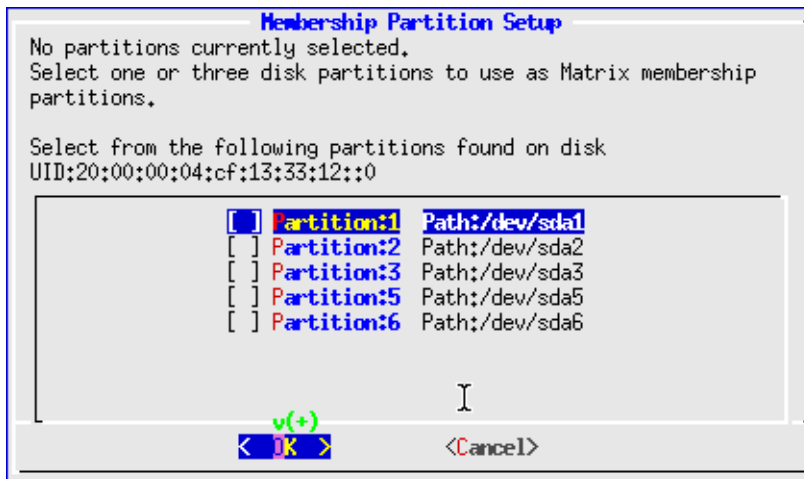 Membership Partition Setup
No partitions currently selected.
Select one or three disk partitions to use as Matrix membership
partitions.
Select from the following partitions found on disk
UID:20:00:00:04:cf:13:33:12::0
[ ] Partition:1 Path:/dev/sda1
[ ] Partition:2 Path:/dev/sda2
[ ] Partition:3 Path:/dev/sda3
[ ] Partition:5 Path:/dev/sda5
[ ] Partition:6 Path:/dev/sda6
v(+)
< OK > <Cancel>